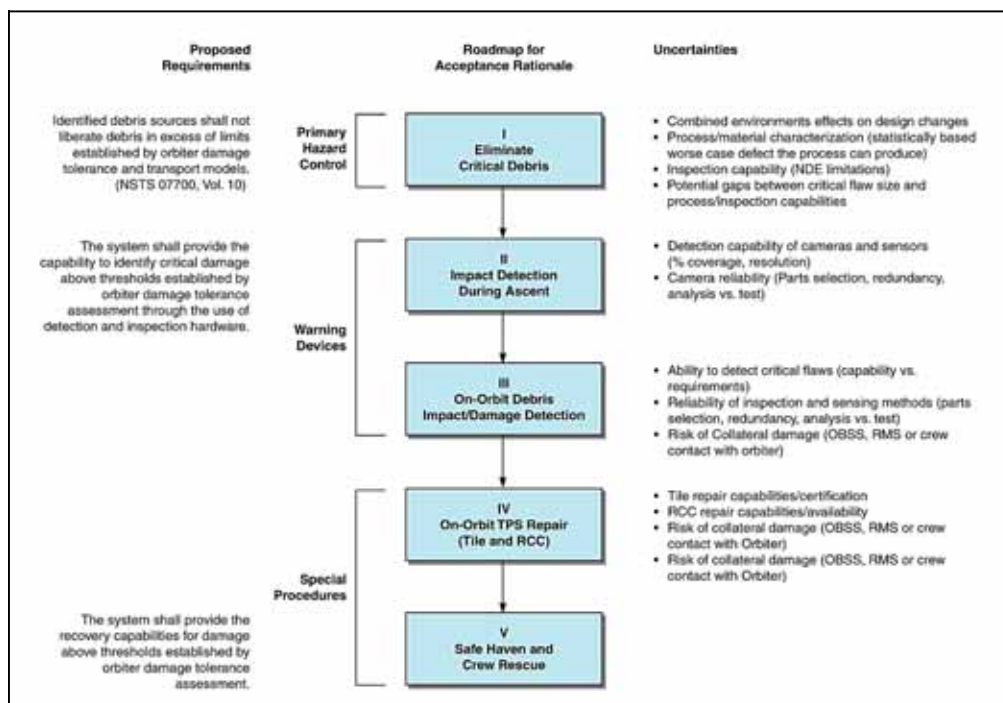 Proposed
Requirements
Roadmap for
Acceptance Rationale
Uncertainties
Identified debris sources shall not
liberate debris in excess of limits
established by orbiter damage
tolerance and transport models.
(NSTS 07700, Vol. 10)
Primary
Hazard
Control
I
Eliminate
Critical Debris
• Combined environments effects on design changes
• Process/material characterization (statistically based
worse case defect the process can produce)
• Inspection capability (NDE limitations)
• Potential gaps between critical flaw size and
process/inspection capabilities
The system shall provide the
capability to identify critical damage
above thresholds established by
orbiter damage tolerance
assessment through the use of
detection and inspection hardware.
Warning
Devices
II
Impact Detection
During Ascent
• Detection capability of cameras and sensors
(% coverage, resolution)
• Camera reliability (Parts selection, redundancy,
analysis vs. test)
III
On-Orbit Debris
Impact/Damage Detection
• Ability to detect critical flaws (capability vs.
requirements)
• Reliability of inspection and sensing methods (parts
selection, redundancy, analysis vs. test)
• Risk of Collateral damage (OBSS, RMS or crew
contact with orbiter)
Special
Procedures
IV
On-Orbit TPS Repair
(Tile and RCC)
• Tile repair capabilities/certification
• RCC repair capabilities/availability
• Risk of collateral damage (OBSS, RMS or crew
contact with Orbiter)
• Risk of collateral damage (OBSS, RMS or crew
contact with Orbiter)
The system shall provide the
recovery capabilities for damage
above thresholds established by
orbiter damage tolerance
assessment.
V
Safe Haven and
Crew Rescue